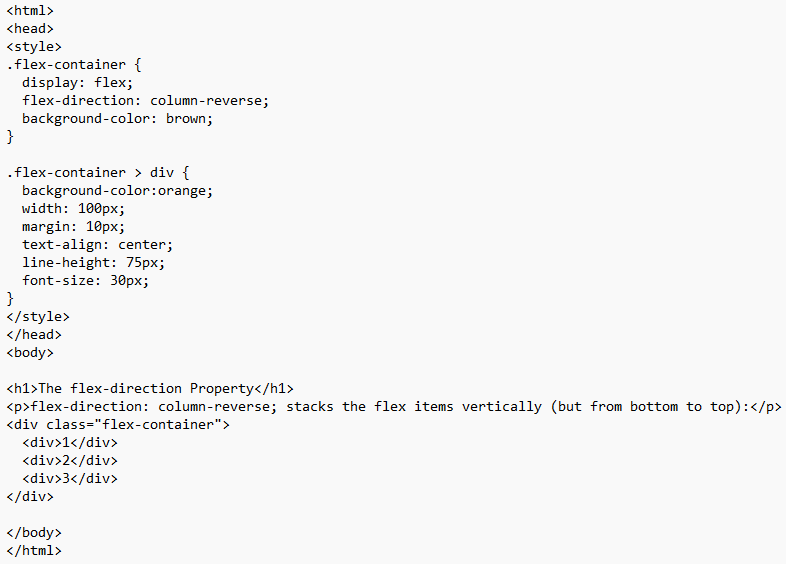 <html>
<head>
<style>
.flex-container {
  display: flex;
  flex-direction: column-reverse;
  background-color: brown;
}

.flex-container > div {
  background-color:orange;
  width: 100px;
  margin: 10px;
  text-align: center;
  line-height: 75px;
  font-size: 30px;
}
</style>
</head>
<body>

<h1>The flex-direction Property</h1>
<p>flex-direction: column-reverse; stacks the flex items vertically (but from bottom to top):</p>
<div class="flex-container">
  <div>1</div>
  <div>2</div>
  <div>3</div>
</div>

</body>
</html>